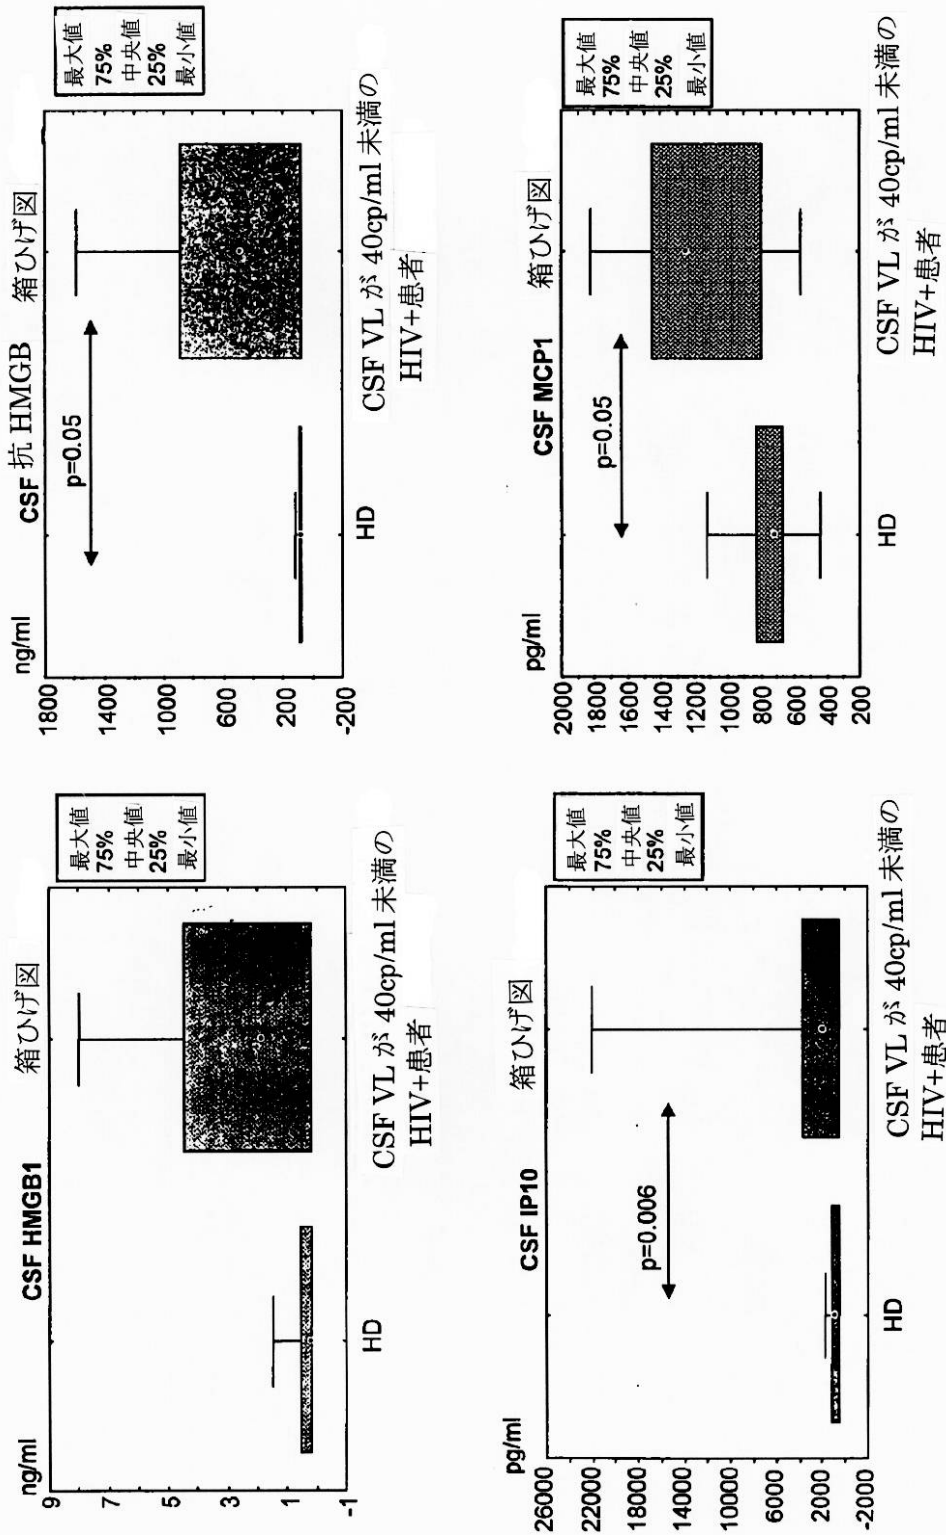 CSF HMGB1 箱ひげ図
ng/ml
9
7
5
3
1
-1
HD
CSF VL が 40cp/ml 未満の
HIV+患者
最大値
75%
中央値
25%
最小値
CSF 抗 HMGB 箱ひげ図
ng/ml
1800
1400
1000
600
200
-200
p=0.05
HD
CSF VL が 40cp/ml 未満の
HIV+患者
最大値
75%
中央値
25%
最小値
CSF IP10 箱ひげ図
pg/ml
26000
22000
18000
14000
10000
6000
2000
-2000
p=0.006
HD
CSF VL が 40cp/ml 未満の
HIV+患者
最大値
75%
中央値
25%
最小値
CSF MCP1 箱ひげ図
pg/ml
2000
1800
1600
1400
1200
1000
800
600
400
200
p=0.05
HD
CSF VL が 40cp/ml 未満の
HIV+患者
最大値
75%
中央値
25%
最小値